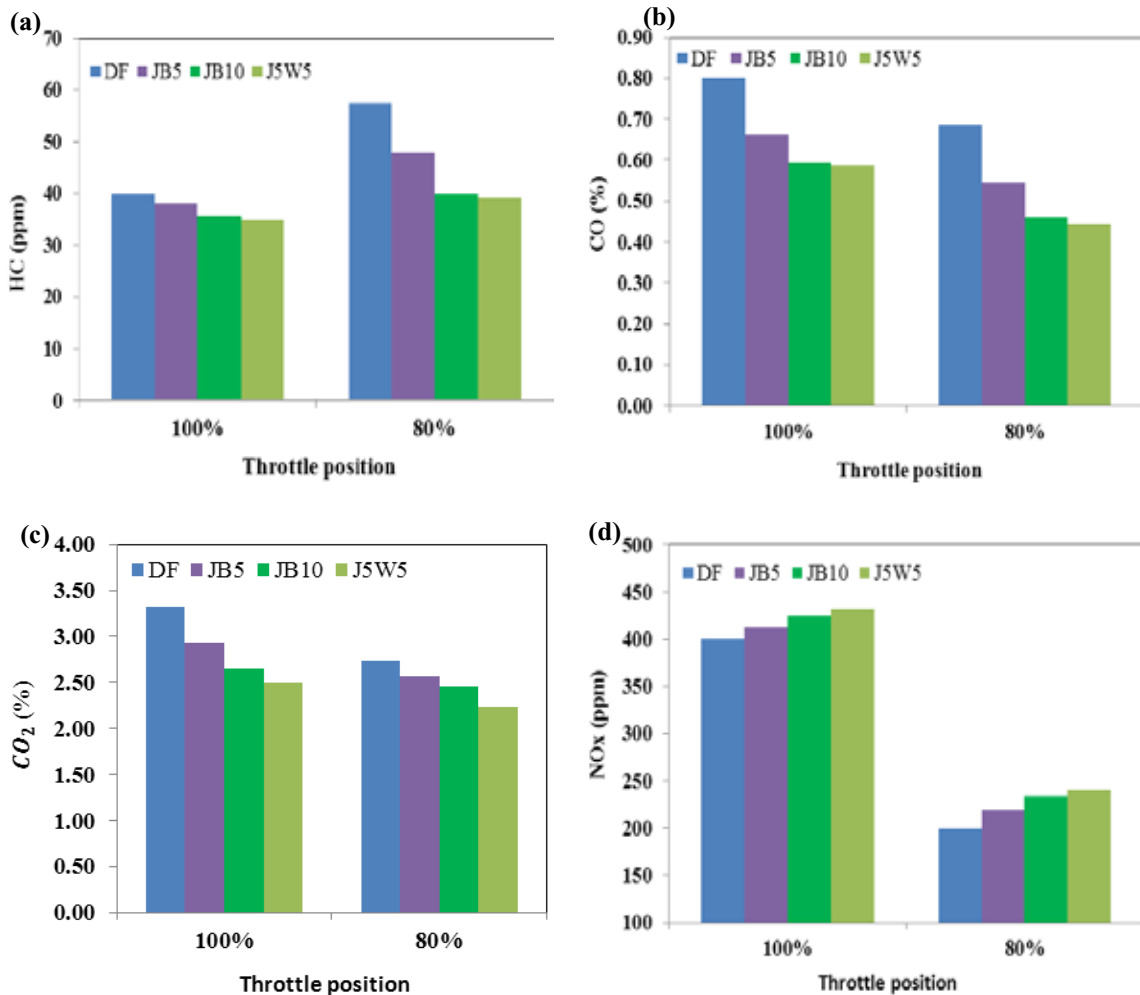 (a)
70
60
50
40
30
20
10
0
HC (ppm)
DF JB5 JB10 J5W5
100% 80%
Throttle position
(b)
0.90
0.80
0.70
0.60
0.50
0.40
0.30
0.20
0.10
0.00
CO (%)
DF JB5 JB10 J5W5
100% 80%
Throttle position
(c)
4.00
3.50
3.00
2.50
2.00
1.50
1.00
0.50
0.00
CO₂ (%)
DF JB5 JB10 J5W5
100% 80%
Throttle position
(d)
500
450
400
350
300
250
200
150
100
NOx (ppm)
DF JB5 JB10 J5W5
100% 80%
Throttle position